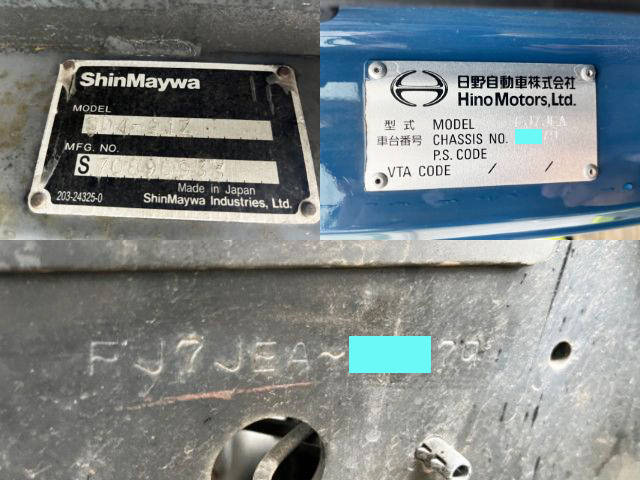 ShinMaywa
MODEL
MFG. NO.
S
Made in Japan
203-24325-0
ShinMaywa Industries, Ltd.
日野自動車株式会社
Hino Motors, Ltd.
型式 MODEL FJ7JEA
車台番号 CHASSIS NO.
P.S. CODE
VTA CODE / /
FJ7JEA~